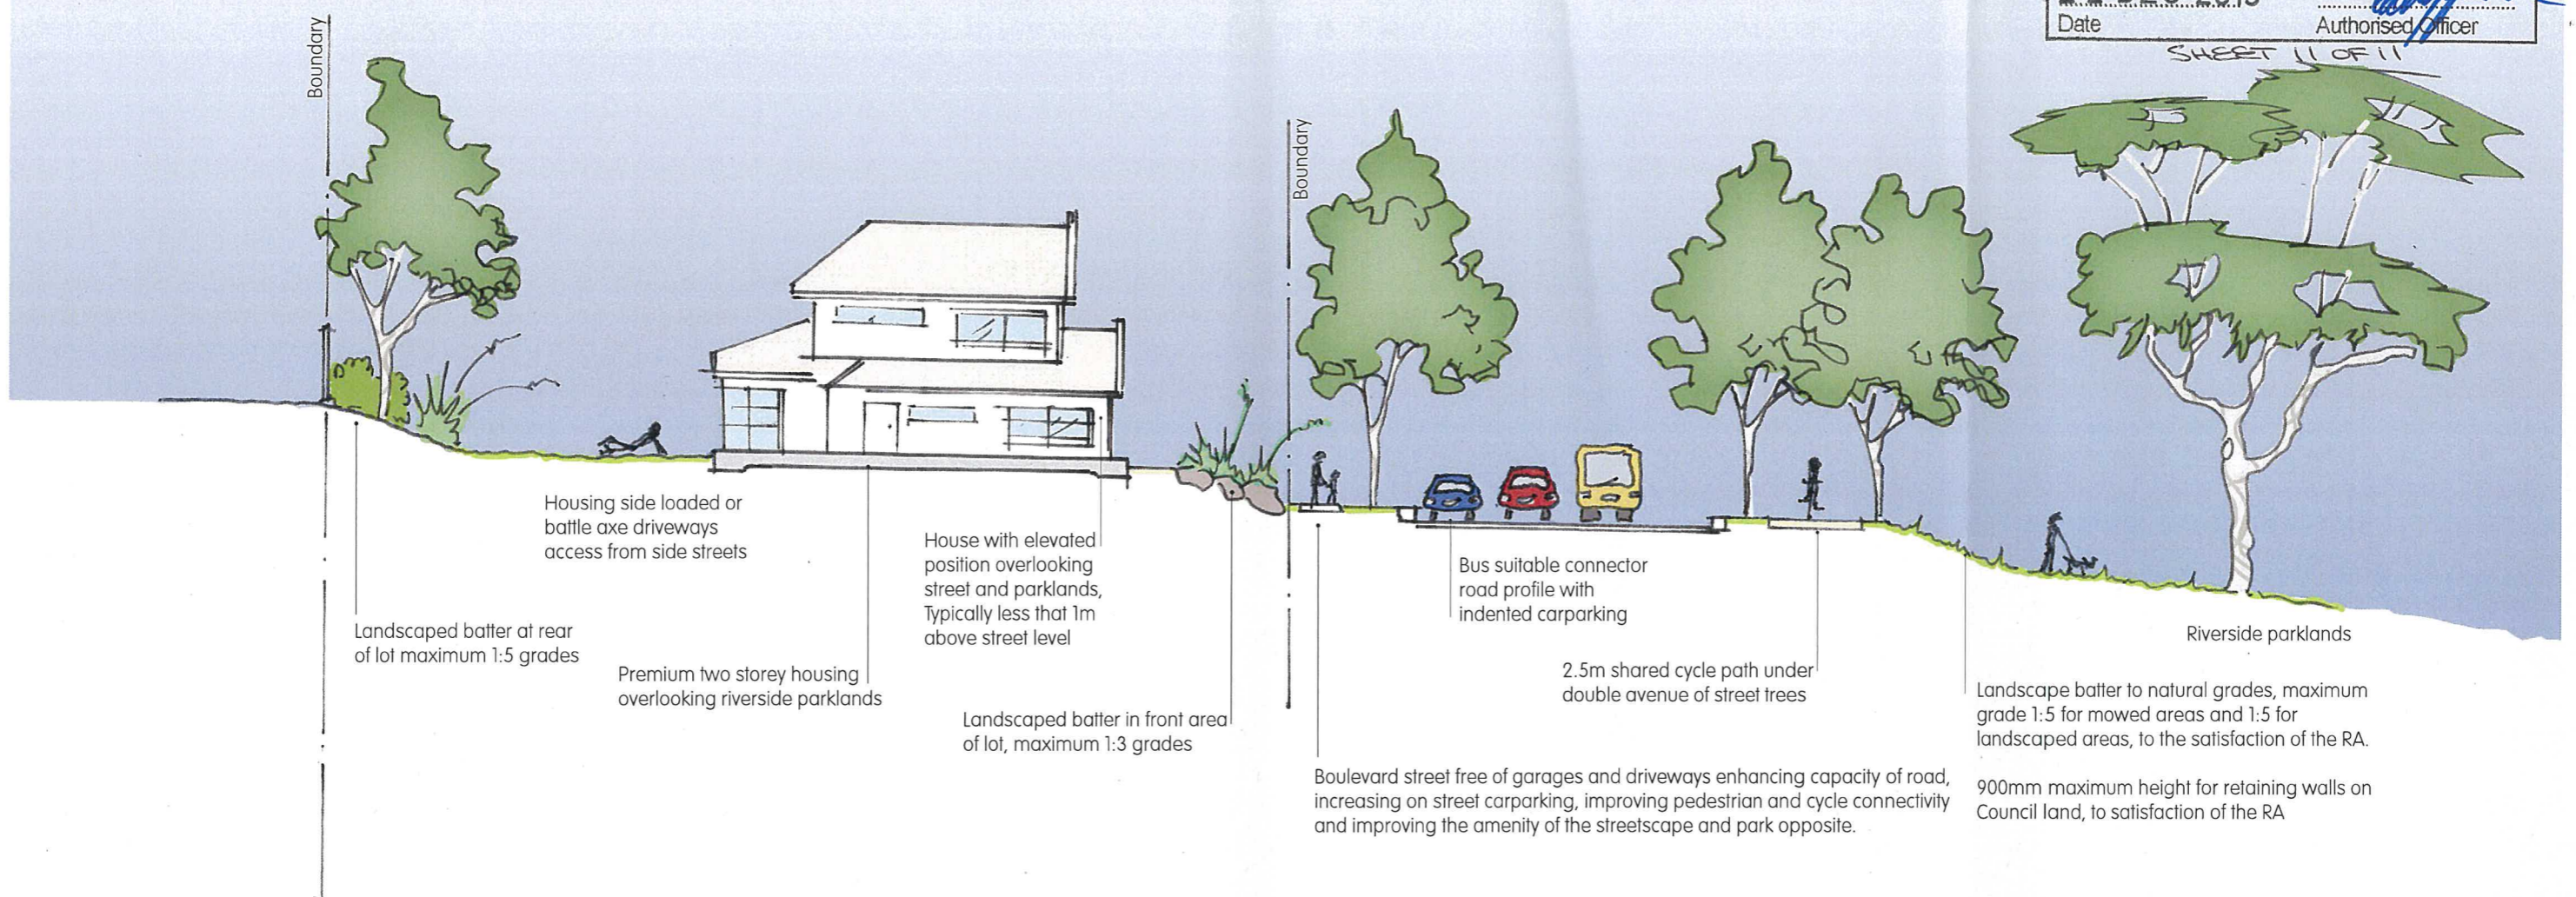 Date
Authorised Officer
SHEET 11 OF 11
Boundary
Boundary
Housing side loaded or
battle axe driveways
access from side streets
House with elevated
position overlooking
street and parklands,
Typically less that 1m
above street level
Bus suitable connector
road profile with
indented carparking
Landscaped batter at rear
of lot maximum 1:5 grades
Premium two storey housing
overlooking riverside parklands
Landscaped batter in front area
of lot, maximum 1:3 grades
2.5m shared cycle path under
double avenue of street trees
Riverside parklands
Landscape batter to natural grades, maximum
grade 1:5 for mowed areas and 1:5 for
landscaped areas, to the satisfaction of the RA.
Boulevard street free of garages and driveways enhancing capacity of road,
increasing on street carparking, improving pedestrian and cycle connectivity
and improving the amenity of the streetscape and park opposite.
900mm maximum height for retaining walls on
Council land, to satisfaction of the RA